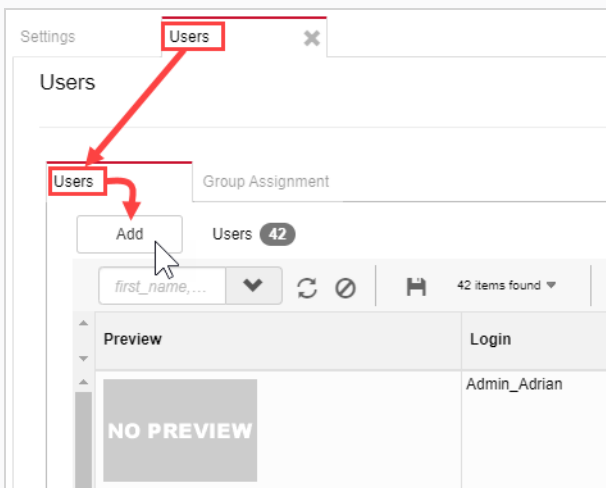 Settings
Users
Users
Users
Group Assignment
Add
Users 42
first_name,...
42 items found
Preview
Login
Admin_Adrian
NO PREVIEW